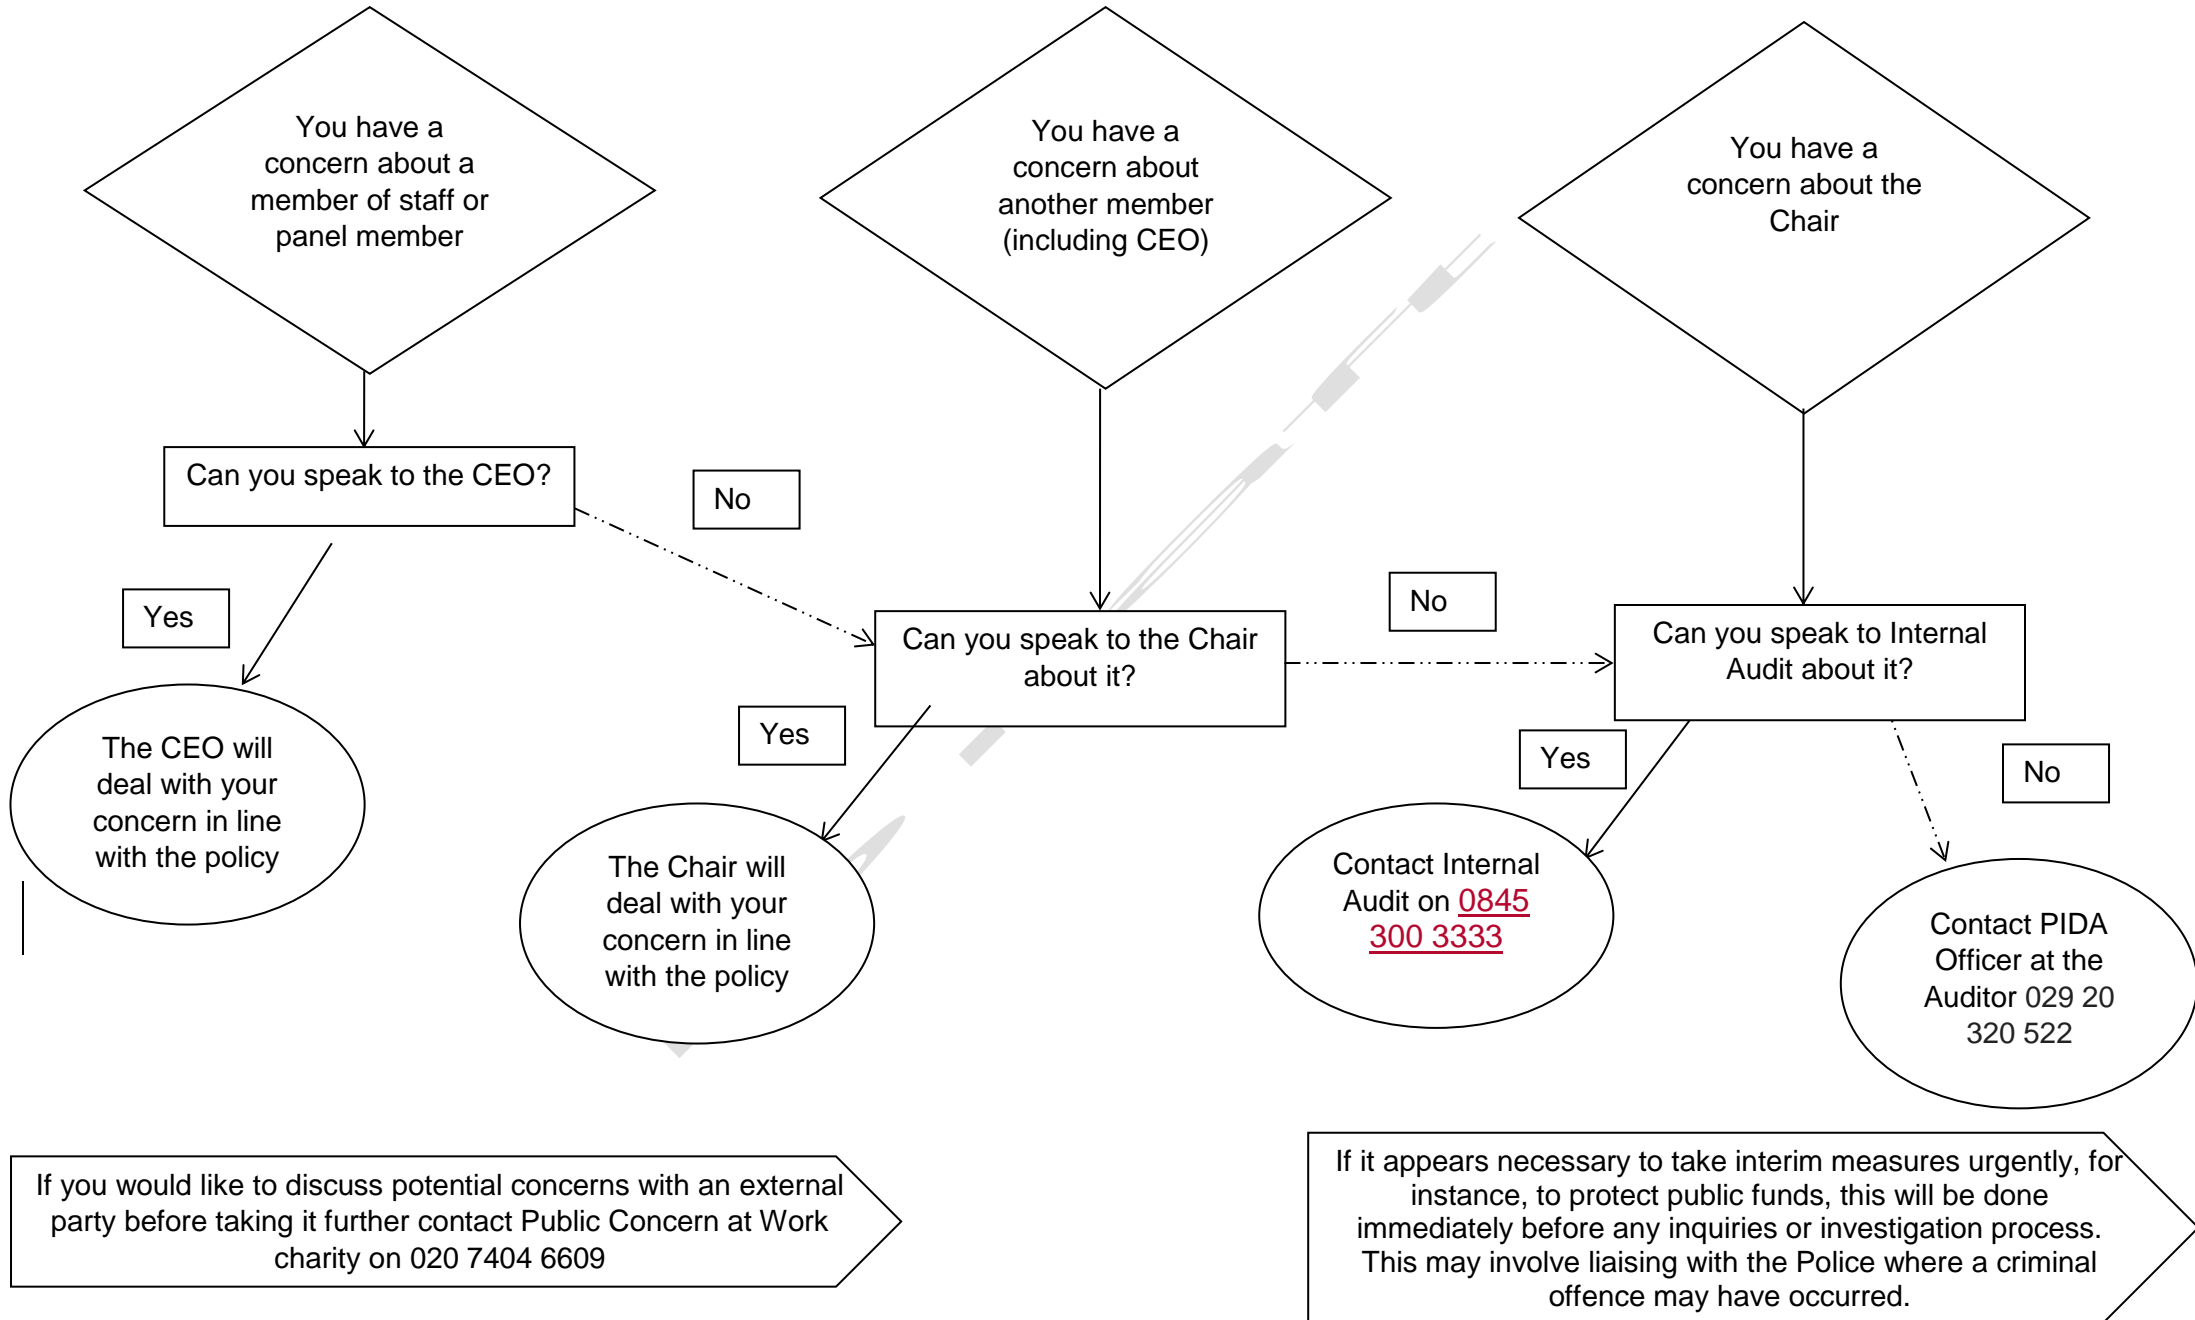 You have a
concern about a
member of staff or
panel member
You have a
concern about
another member
(including CEO)
You have a
concern about the
Chair
Can you speak to the CEO?
No
Yes
Can you speak to the Chair
about it?
No
Can you speak to Internal
Audit about it?
Yes
Yes
No
The CEO will
deal with your
concern in line
with the policy
The Chair will
deal with your
concern in line
with the policy
Contact Internal
Audit on 0845
300 3333
Contact PIDA
Officer at the
Auditor 029 20
320 522
If you would like to discuss potential concerns with an external
party before taking it further contact Public Concern at Work
charity on 020 7404 6609
If it appears necessary to take interim measures urgently, for
instance, to protect public funds, this will be done
immediately before any inquiries or investigation process.
This may involve liaising with the Police where a criminal
offence may have occurred.